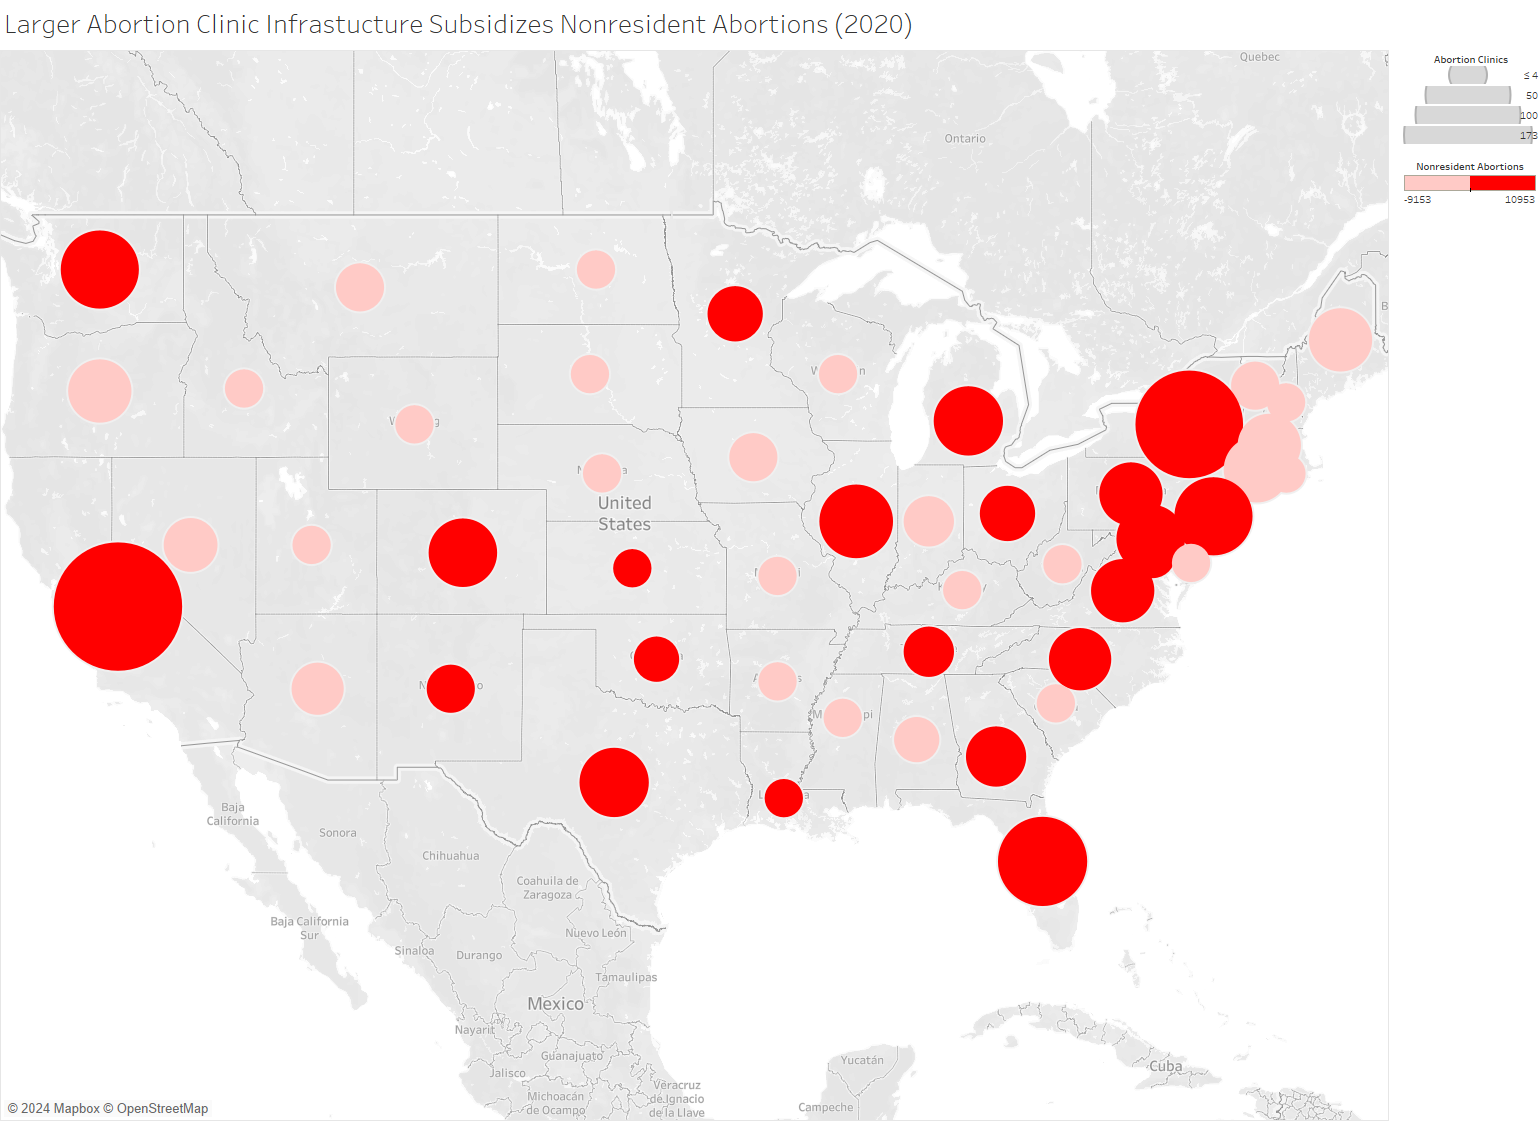 Larger Abortion Clinic Infrastucture Subsidizes Nonresident Abortions (2020)
Abortion Clinics
≤ 4
50
100
173
Nonresident Abortions
-9153
10953
Quebec
Ontario
United
States
Baja
California
Sonora
Chihuahua
Coahuila de
Zaragoza
Baja California
Sur
Nuevo León
Sinaloa
Durango
Tamaulipas
Mexico
Nayarit
Guanajuato
Yucatán
Cuba
Jalisco
Veracruz
de Ignacio
de la Llave
Michoacán
de Ocampo
Campeche
© 2024 Mapbox © OpenStreetMap